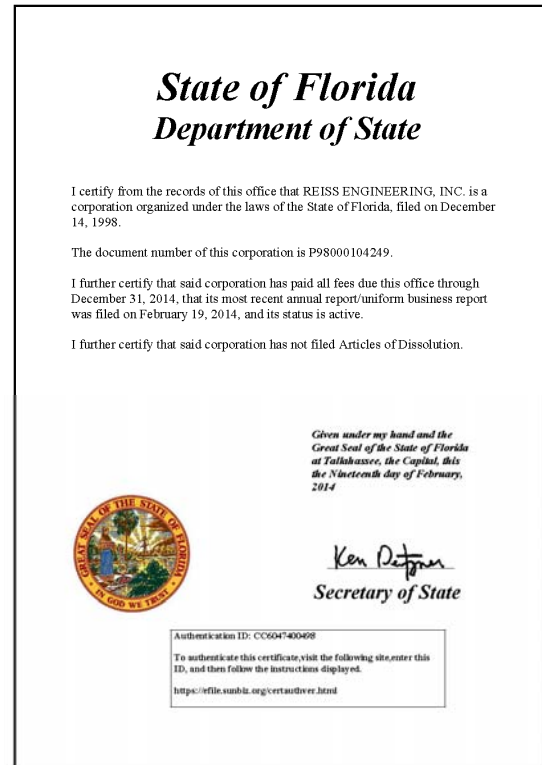 State of Florida
Department of State
I certify from the records of this office that REISS ENGINEERING, INC. is a
corporation organized under the laws of the State of Florida, filed on December
14, 1998.
The document number of this corporation is P98000104249.
I further certify that said corporation has paid all fees due this office through
December 31, 2014, that its most recent annual report/uniform business report
was filed on February 19, 2014, and its status is active.
I further certify that said corporation has not filed Articles of Dissolution.
Given under my hand and the
Great Seal of the State of Florida
at Tallahassee, the Capital, this
the Nineteenth day of February,
2014
GREAT SEAL OF THE STATE OF FLORIDA
IN GOD WE TRUST
Ken Detzner
Secretary of State
Authentication ID: CC6047400498
To authenticate this certificate,visit the following site,enter this
ID, and then follow the instructions displayed.
https://efile.sunbiz.org/certauthver.html